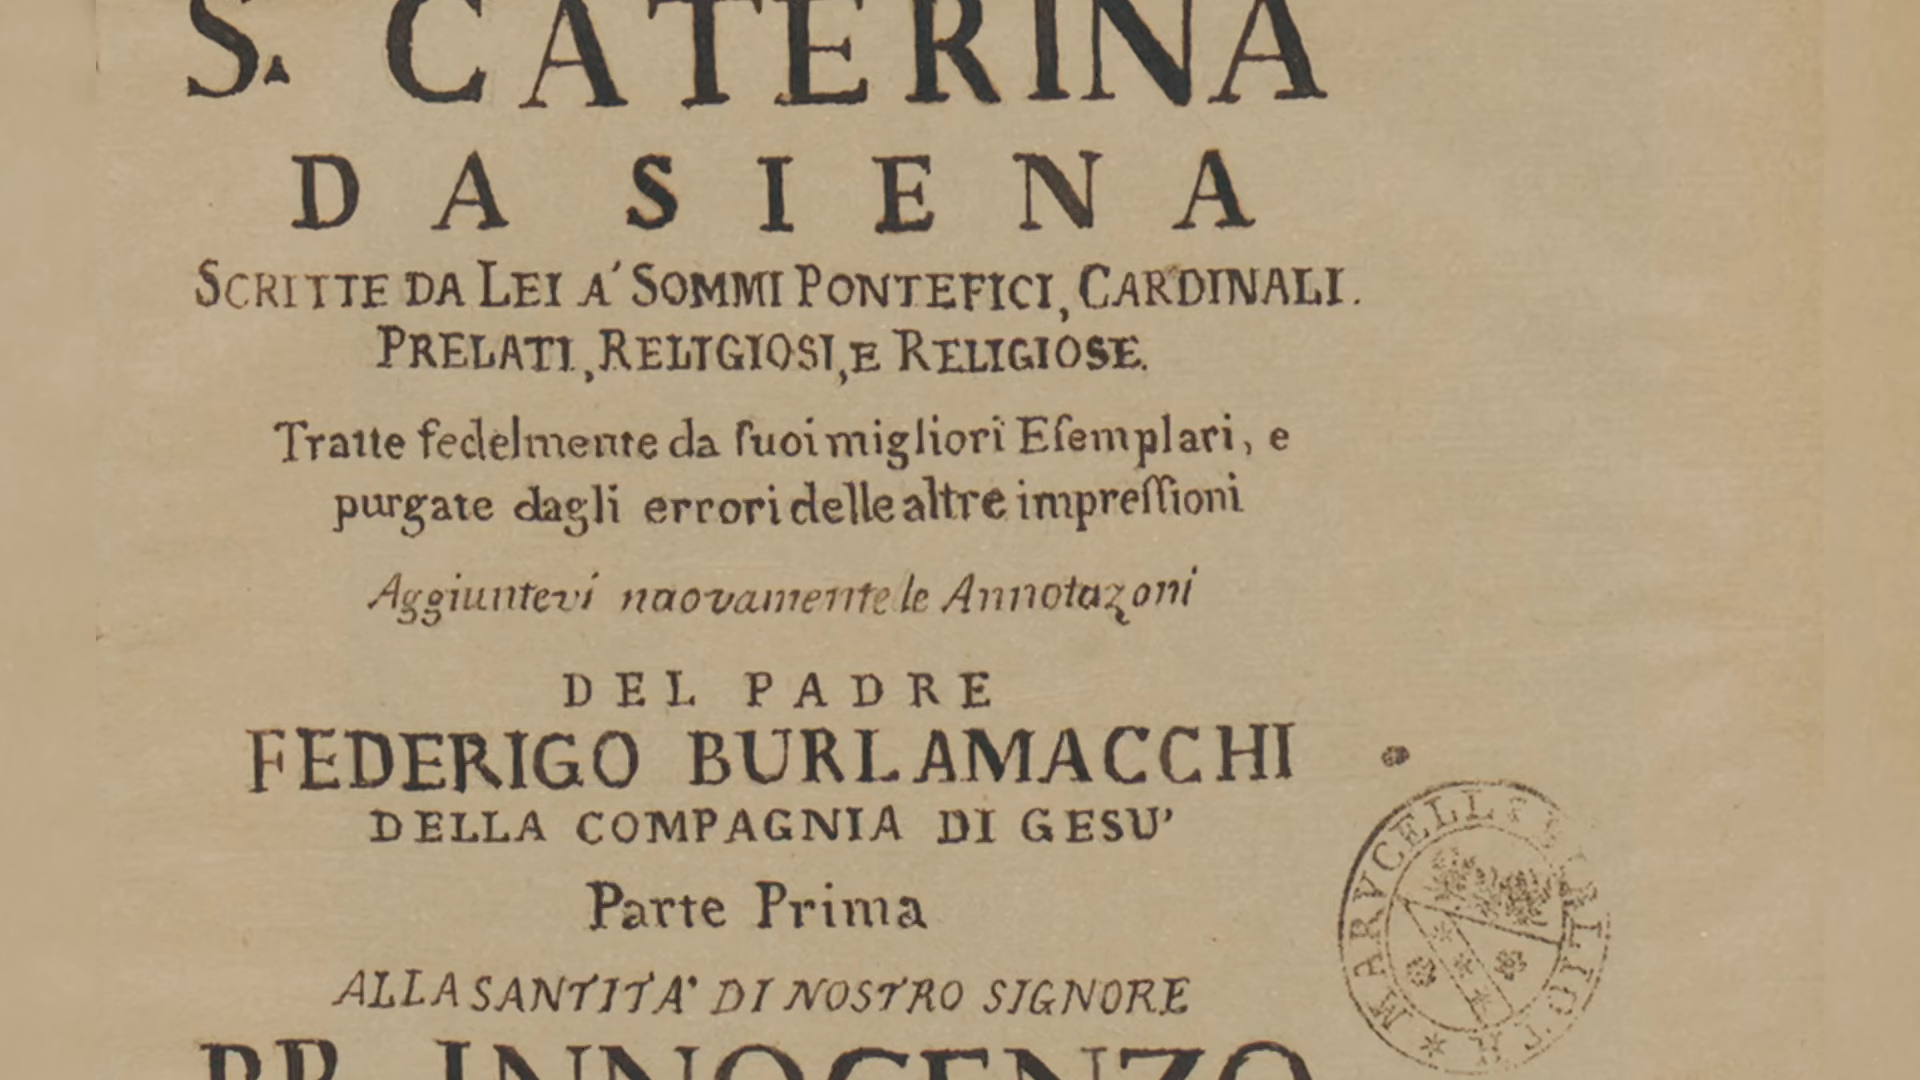 S. CATERINA
DA SIENA
SCRITTE DA LEI A' SOMMI PONTEFICI, CARDINALI.
PRELATI, RELIGIOSI, E RELIGIOSE.
Tratte fedelmente da ſuoi migliori Eſemplari, e
purgate dagli errori delle altre impreſſioni
Aggiuntevi nuovamente le Annotazoni
DEL PADRE
FEDERIGO BURLAMACCHI
DELLA COMPAGNIA DI GESU'
Parte Prima
ALLA SANTITA' DI NOSTRO SIGNORE
PP. INNOCENZO